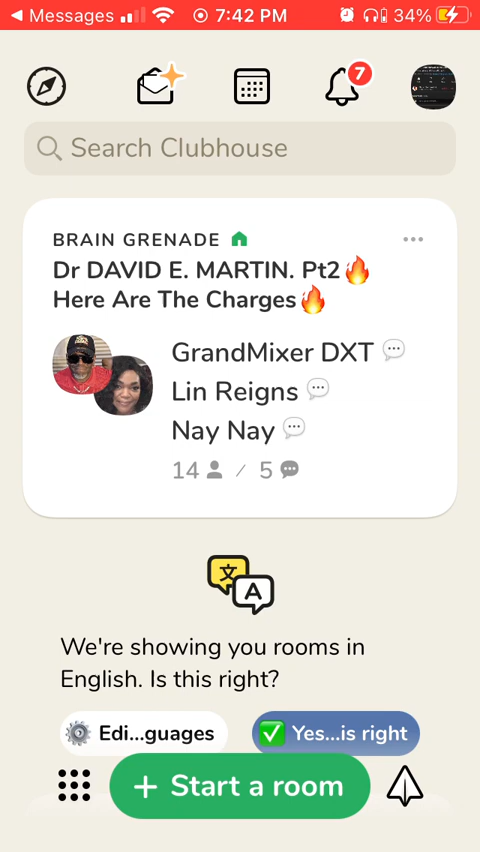 Messages 7:42 PM 34%
7
Search Clubhouse
BRAIN GRENADE
Dr DAVID E. MARTIN. Pt2🔥
Here Are The Charges🔥
GrandMixer DXT
Lin Reigns
Nay Nay
14 / 5
文
A
We're showing you rooms in
English. Is this right?
Edi...guages Yes...is right
+ Start a room